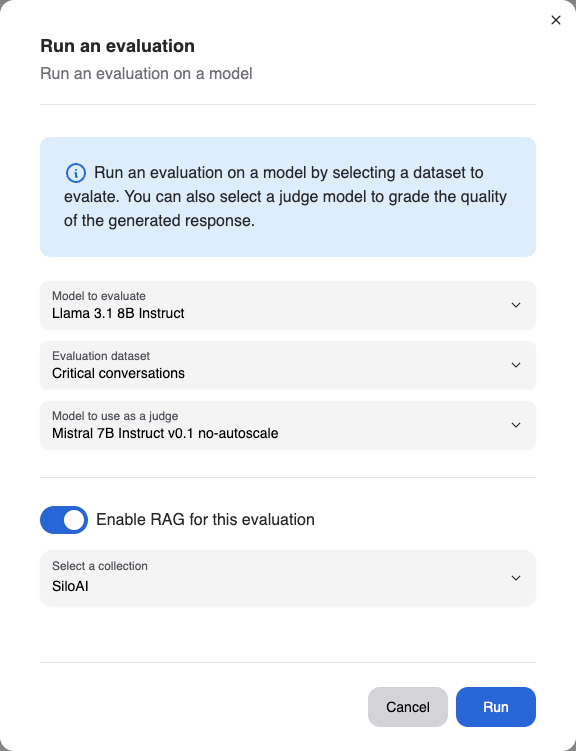 Run an evaluation
Run an evaluation on a model
Run an evaluation on a model by selecting a dataset to
evalate. You can also select a judge model to grade the quality
of the generated response.
Model to evaluate
Llama 3.1 8B Instruct
Evaluation dataset
Critical conversations
Model to use as a judge
Mistral 7B Instruct v0.1 no-autoscale
Enable RAG for this evaluation
Select a collection
SiloAI
Cancel
Run